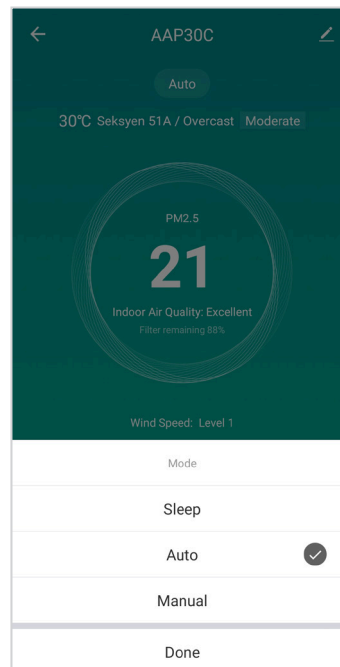 AAP30C
Auto
30℃ Seksyen 51A / Overcast Moderate
PM2.5
21
Indoor Air Quality: Excellent
Filter remaining 88%
Wind Speed: Level 1
Mode
Sleep
Auto
Manual
Done